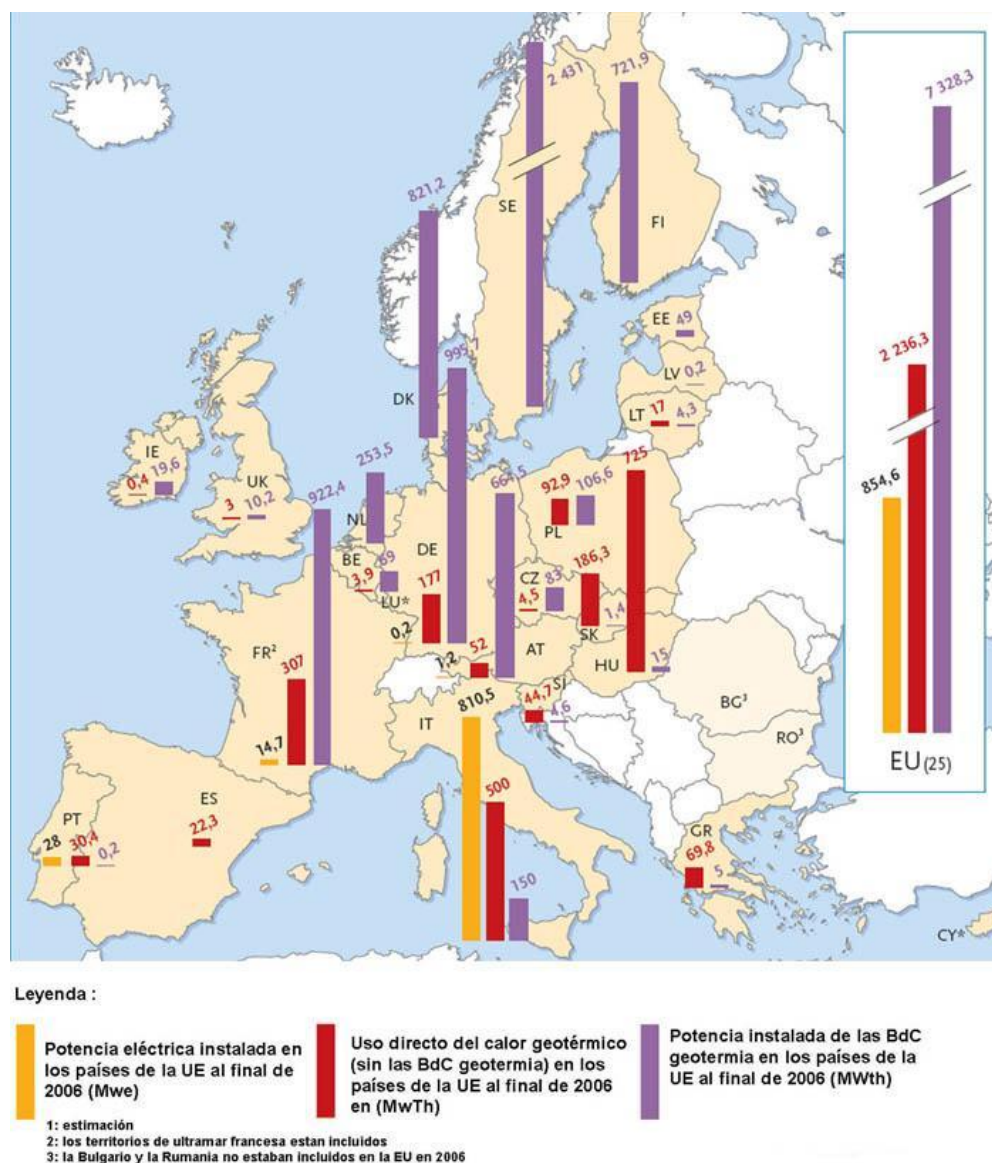 2 431
721,9
7 328,3
821,2
SE
FI
EE 49
LV 0,2
2 236,3
995,7
DK
LT 17 4,3
IE
0,4 19,6
UK
3 10,2
922,4
253,5
NL
664,5
92,9 106,6
PL
725
854,6
DE
BE
3,9 69
LU*
177
CZ
4,5 83
186,3
1,4
SK
0,2
52
1,2
AT
HU
15
FR²
307
14,7
810,5
IT
SI
44,7 4,6
BG³
RO³
EU (25)
500
ES
22,3
PT
28 30,4 0,2
150
GR
69,8 5
CY*
Leyenda :
Potencia eléctrica instalada en
los países de la UE al final de
2006 (Mwe)
Uso directo del calor geotérmico
(sin las BdC geotermia) en los
países de la UE al final de 2006
en (MwTh)
Potencia instalada de las BdC
geotermia en los países de la
UE al final de 2006 (MWth)
1: estimación
2: los territorios de ultramar francesa estan incluidos
3: la Bulgario y la Rumania no estaban incluidos en la EU en 2006